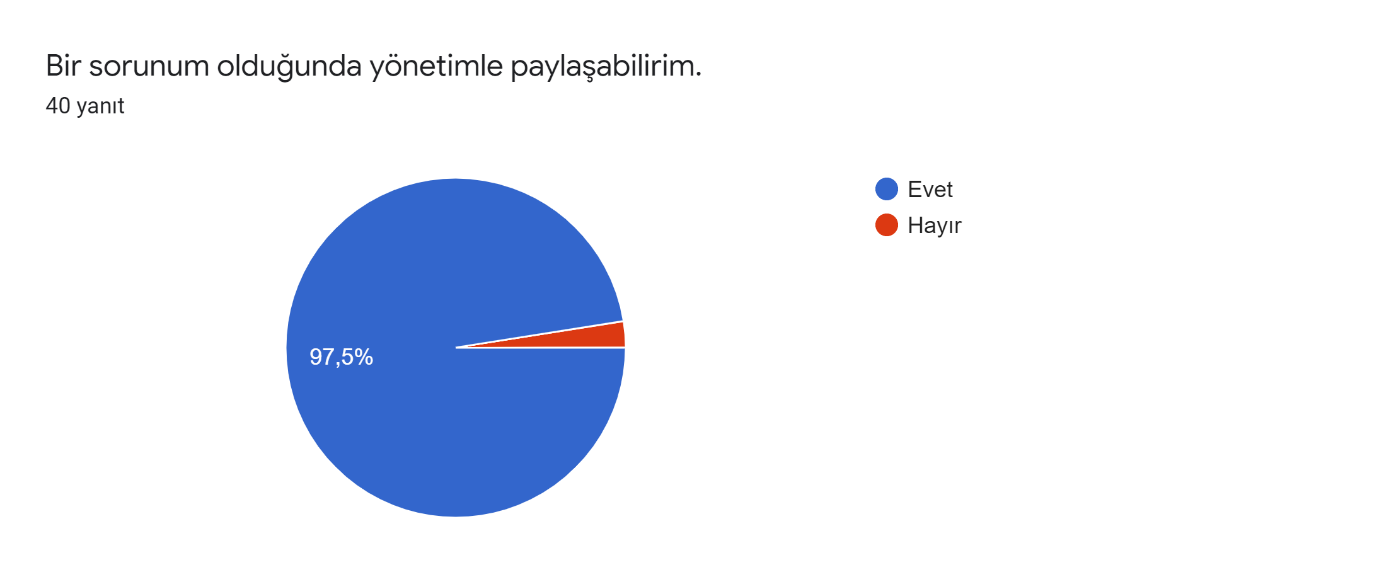 Bir sorunum olduğunda yönetimle paylaşabilirim.
40 yanıt
97,5%
Evet
Hayır